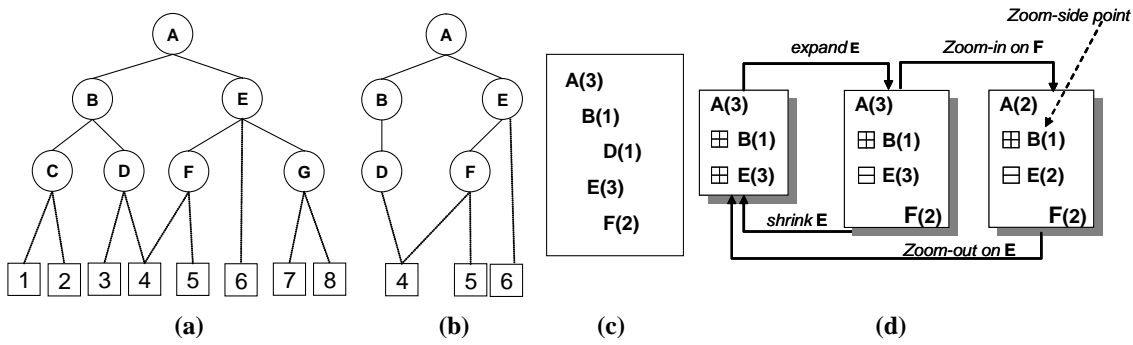 A
B E
C D F G
1 2 3 4 5 6 7 8
(a)
A
B E
D F
4 5 6
(b)
A(3)
B(1)
D(1)
E(3)
F(2)
(c)
Zoom-side point
expand E
Zoom-in on F
A(3)
B(1)
E(3)
A(3)
B(1)
E(3)
F(2)
A(2)
B(1)
E(2)
F(2)
shrink E
Zoom-out on E
(d)